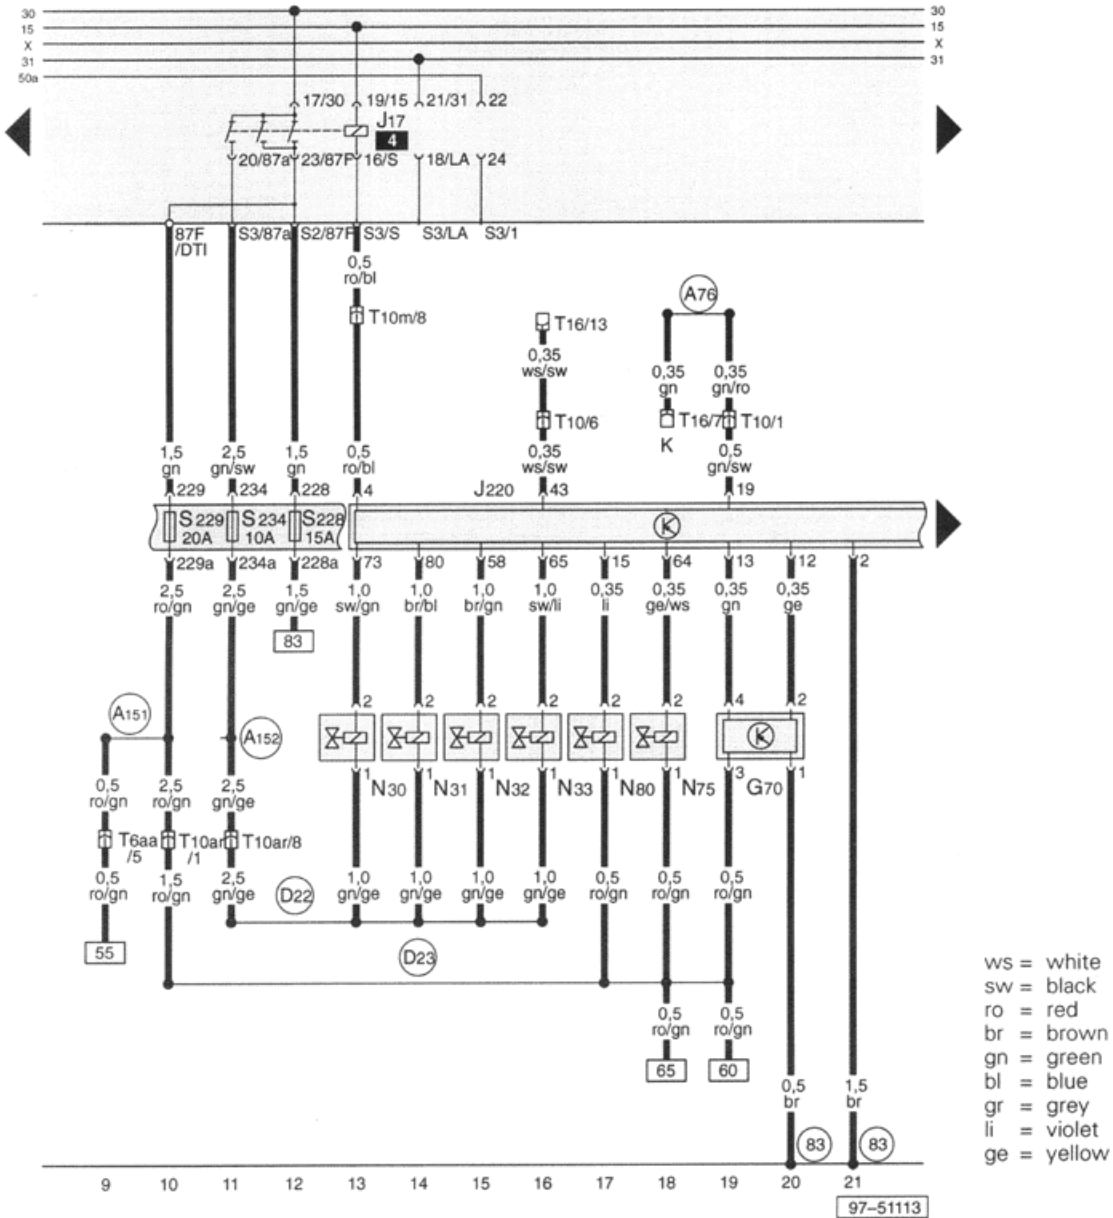 30 30
15 15
X X
31 31
50a
17/30 19/15 21/31 22
J17
4
20/87a 23/87F 16/S 18/LA 24
87F /DTI S3/87a S2/87F S3/S S3/LA S3/1
0,5 ro/bl
A76
T10m/8 T16/13
0,35 ws/sw 0,35 gn 0,35 gn/ro
T10/6 T16/7 T10/1
K
1,5 gn 2,5 gn/sw 1,5 gn 0,5 ro/bl 0,35 ws/sw 0,5 gn/sw
229 234 228 4 J220 43 19
S229 20A S234 10A S228 15A
229a 234a 228a 73 80 58 65 15 64 13 12 2
2,5 ro/gn 2,5 gn/ge 1,5 gn/ge 1,0 sw/gn 1,0 br/bl 1,0 br/gn 1,0 sw/li 0,35 li 0,35 ge/ws 0,35 gn 0,35 ge
83
2 2 2 2 2 2 4 2
A151 A152
1 N30 1 N31 1 N32 1 N33 1 N80 1 N75 3 G70 1
0,5 ro/gn 2,5 ro/gn 2,5 gn/ge
T6aa /5 T10ar /1 T10ar/8
0,5 ro/gn 1,5 ro/gn 2,5 gn/ge D22 1,0 gn/ge 1,0 gn/ge 1,0 gn/ge 1,0 gn/ge 0,5 ro/gn 0,5 ro/gn 0,5 ro/gn
55 D23
0,5 ro/gn 0,5 ro/gn
65 60
0,5 br 1,5 br
83 83
9 10 11 12 13 14 15 16 17 18 19 20 21
97-51113
ws = white
sw = black
ro = red
br = brown
gn = green
bl = blue
gr = grey
li = violet
ge = yellow